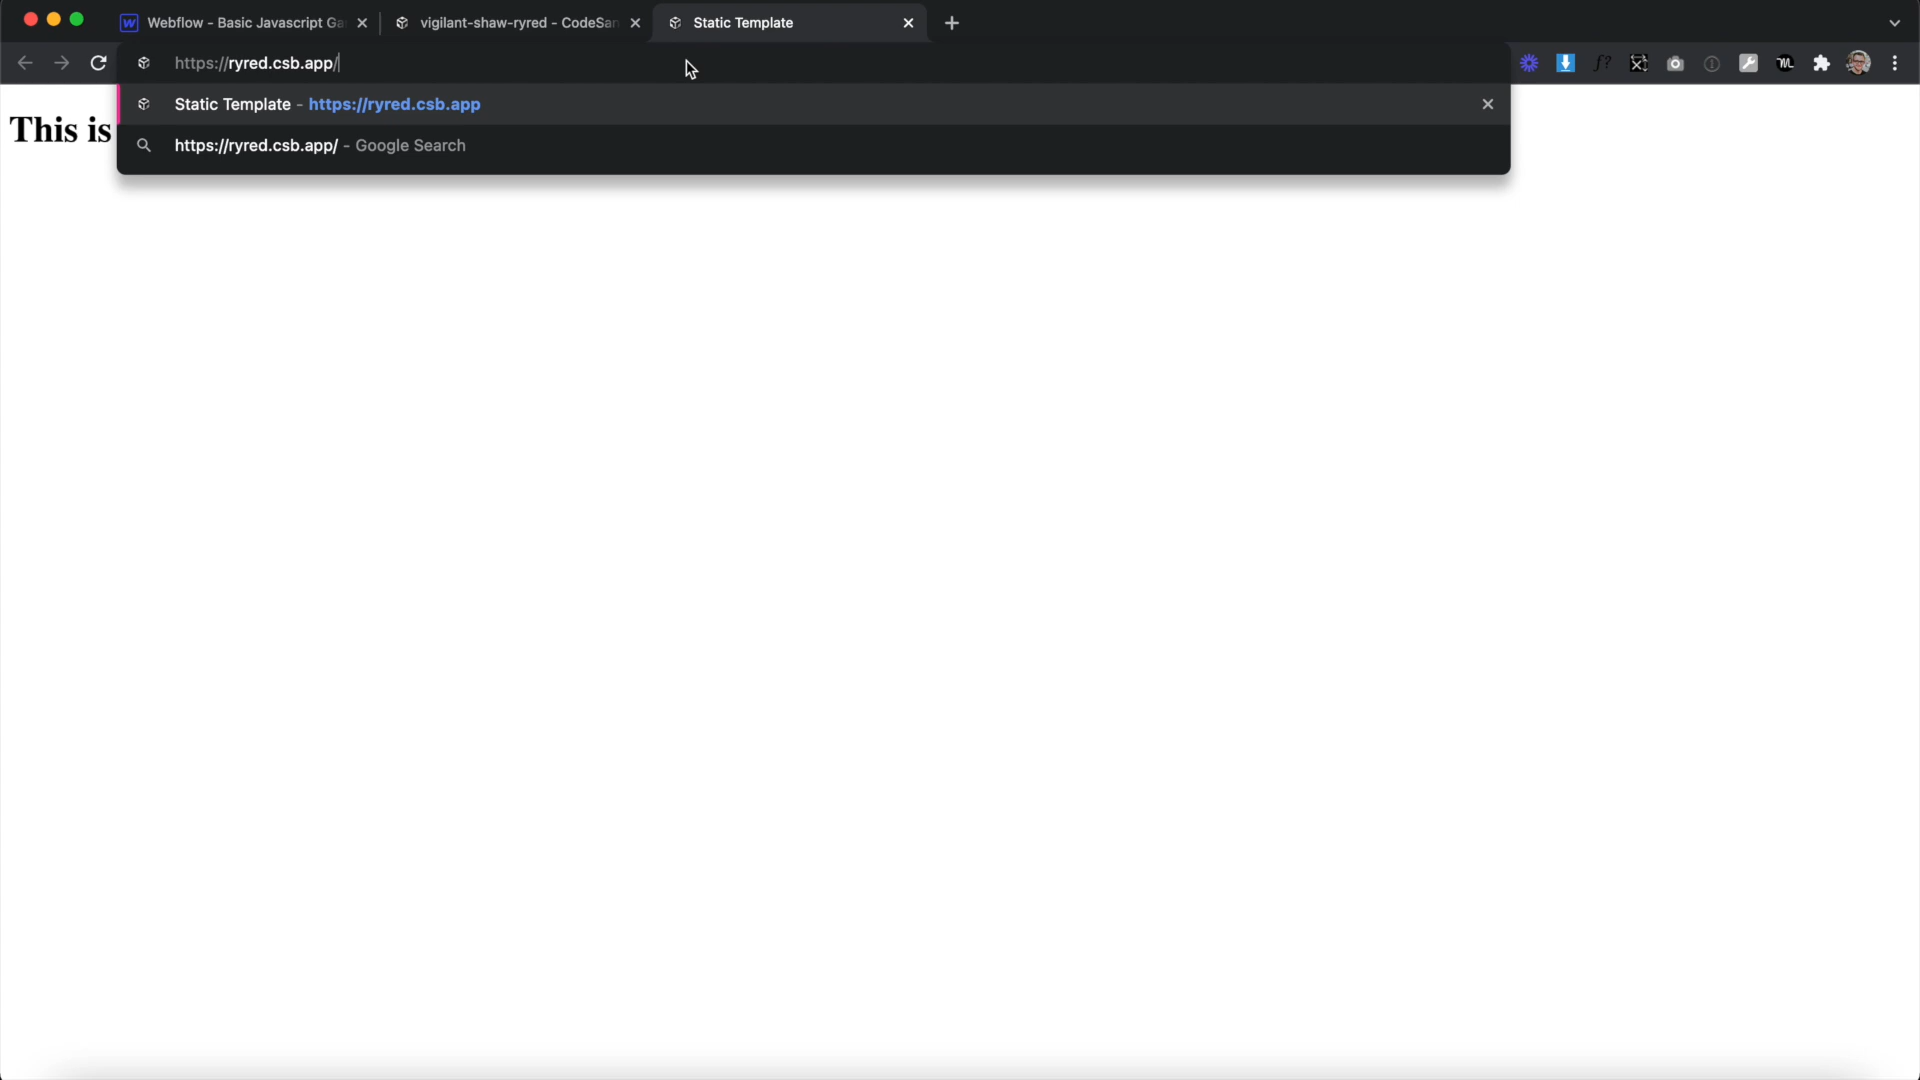 Webflow - Basic Javascript Ga
vigilant-shaw-ryred - CodeSan
Static Template
https://ryred.csb.app/
Static Template - https://ryred.csb.app
https://ryred.csb.app/ - Google Search
This is